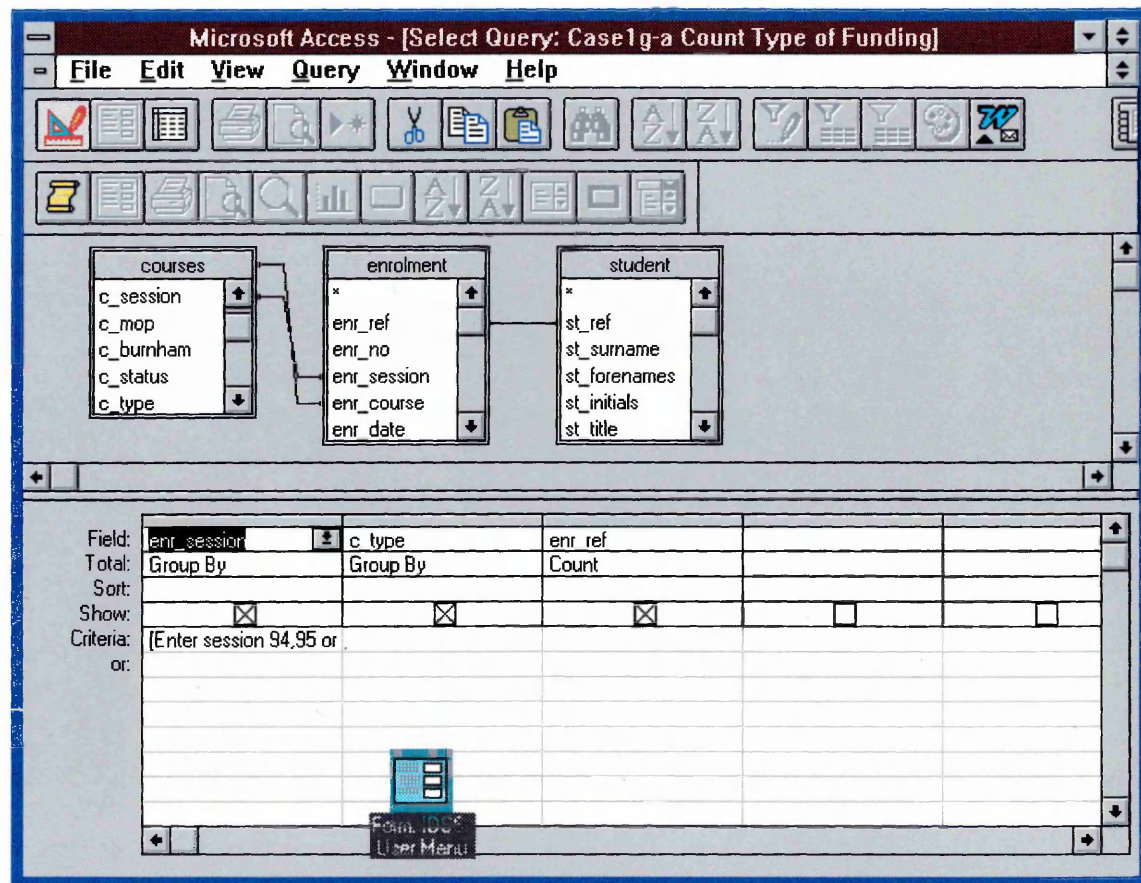 Microsoft Access - [Select Query: Case1g-a Count Type of Funding]
File Edit View Query Window Help
courses enrolment student
c_session
c_mop
c_burnham
c_status
c_type
*
enr_ref
enr_no
enr_session
enr_course
enr_date
*
st_ref
st_surname
st_forenames
st_initials
st_title
Field: enr_session c_type enr_ref
Total: Group By Group By Count
Sort:
Show:
Criteria: [Enter session 94,95 or
or:
Form:
User Menu